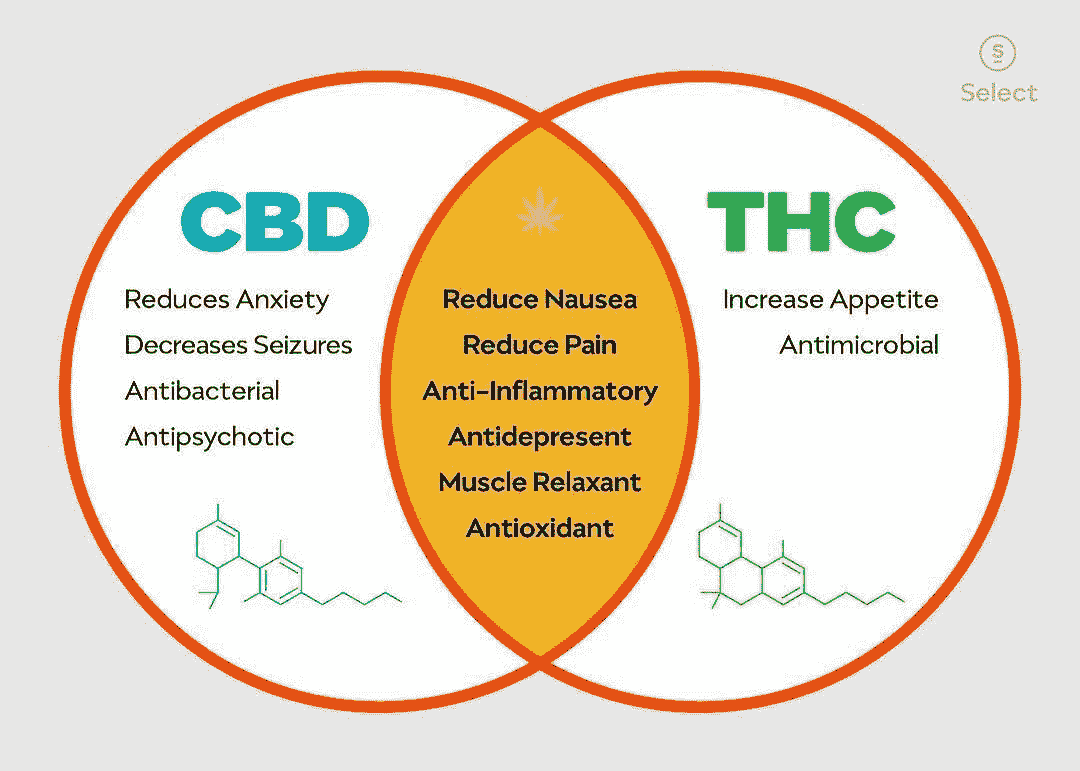 S
Select
CBD
Reduces Anxiety
Decreases Seizures
Antibacterial
Antipsychotic
Reduce Nausea
Reduce Pain
Anti-Inflammatory
Antidepresent
Muscle Relaxant
Antioxidant
THC
Increase Appetite
Antimicrobial